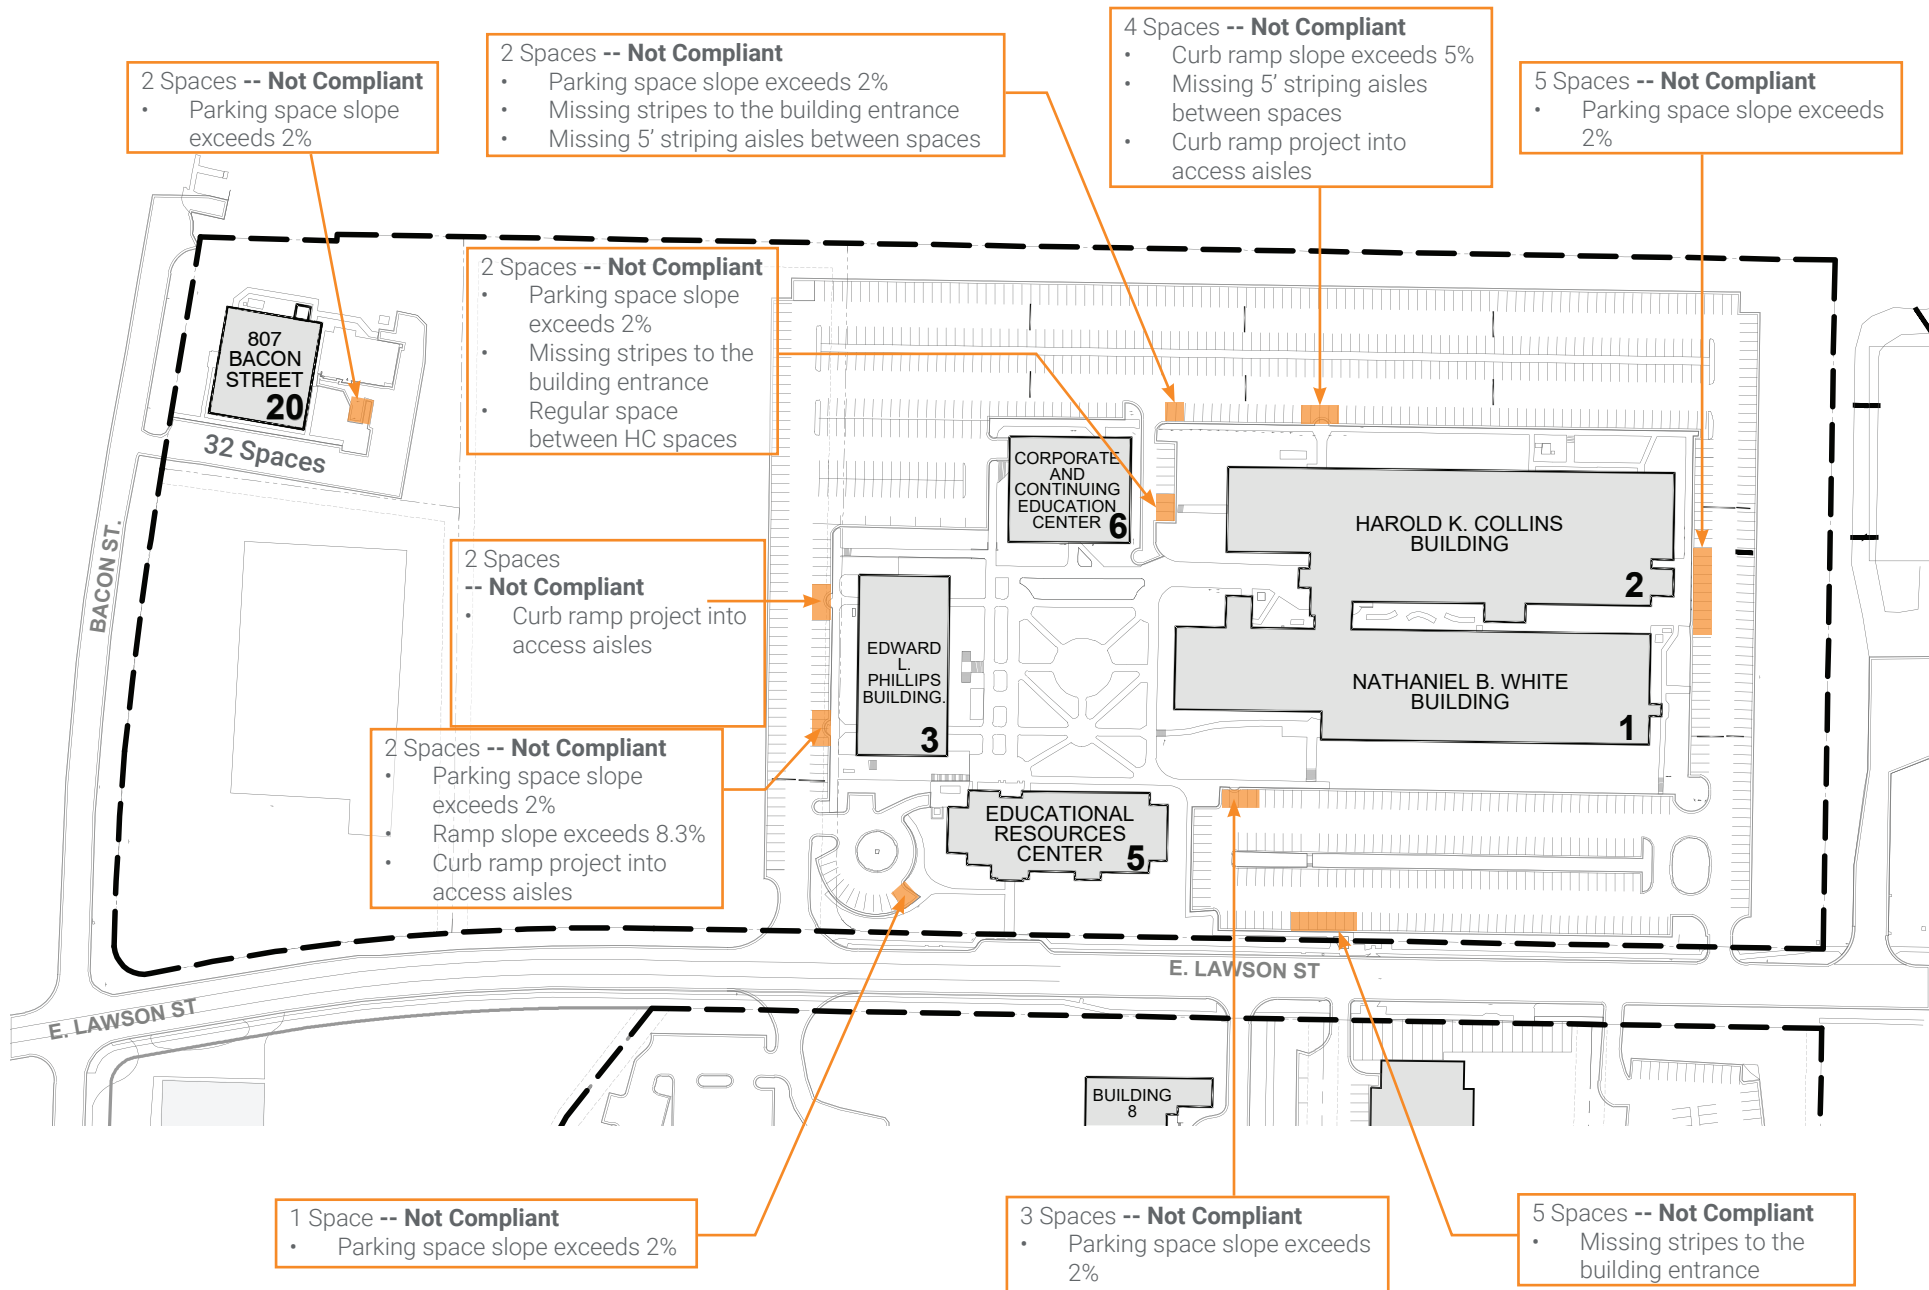 2 Spaces -- Not Compliant
• Parking space slope
exceeds 2%
2 Spaces -- Not Compliant
• Parking space slope exceeds 2%
• Missing stripes to the building entrance
• Missing 5’ striping aisles between spaces
4 Spaces -- Not Compliant
• Curb ramp slope exceeds 5%
• Missing 5’ striping aisles
between spaces
• Curb ramp project into
access aisles
5 Spaces -- Not Compliant
• Parking space slope exceeds
2%
2 Spaces -- Not Compliant
• Parking space slope
exceeds 2%
• Missing stripes to the
building entrance
• Regular space
between HC spaces
807
BACON
STREET
20
32 Spaces
BACON ST.
CORPORATE
AND
CONTINUING
EDUCATION
CENTER
6
HAROLD K. COLLINS
BUILDING
2
2 Spaces
-- Not Compliant
• Curb ramp project into
access aisles
EDWARD
L.
PHILLIPS
BUILDING.
3
NATHANIEL B. WHITE
BUILDING
1
2 Spaces -- Not Compliant
• Parking space slope
exceeds 2%
• Ramp slope exceeds 8.3%
• Curb ramp project into
access aisles
EDUCATIONAL
RESOURCES
CENTER
5
E. LAWSON ST
E. LAWSON ST
BUILDING
8
1 Space -- Not Compliant
• Parking space slope exceeds 2%
3 Spaces -- Not Compliant
• Parking space slope exceeds
2%
5 Spaces -- Not Compliant
• Missing stripes to the
building entrance